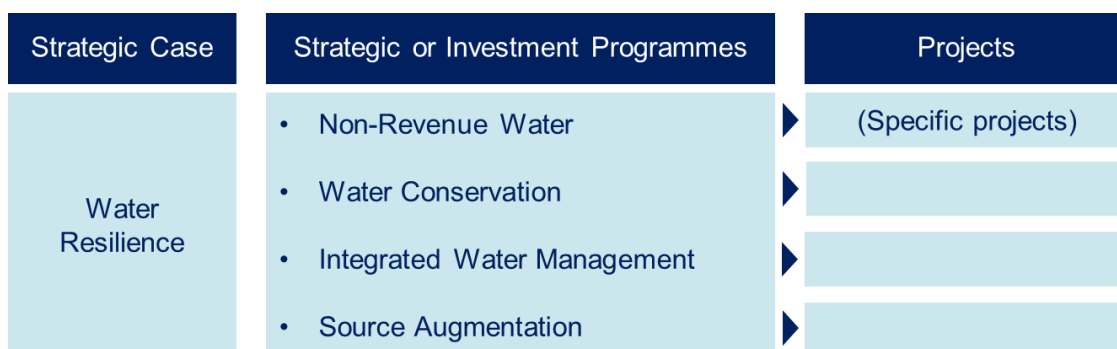 Strategic Case
Strategic or Investment Programmes
Projects
• Non-Revenue Water
(Specific projects)
• Water Conservation
Water
Resilience
• Integrated Water Management
• Source Augmentation